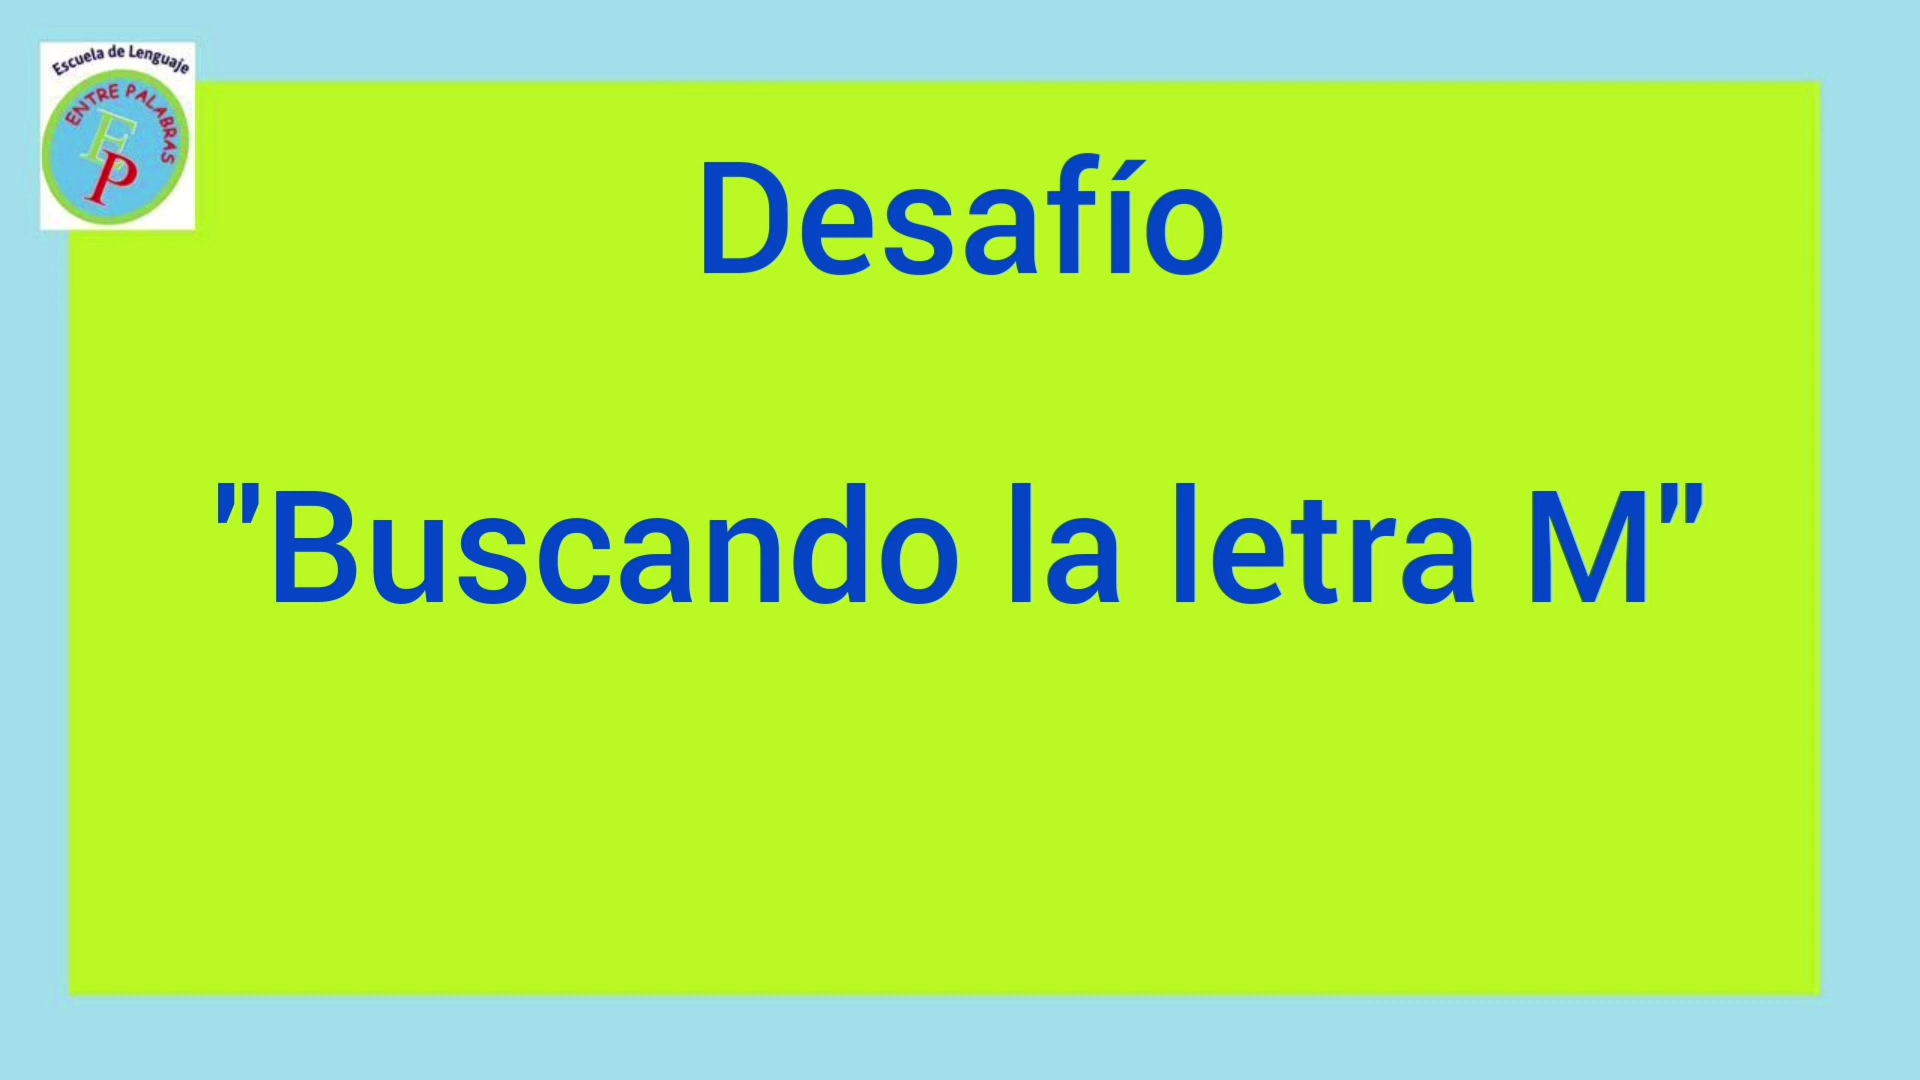 Escuela de Lenguaje
ENTRE PALABRAS
EP
Desafío
"Buscando la letra M"